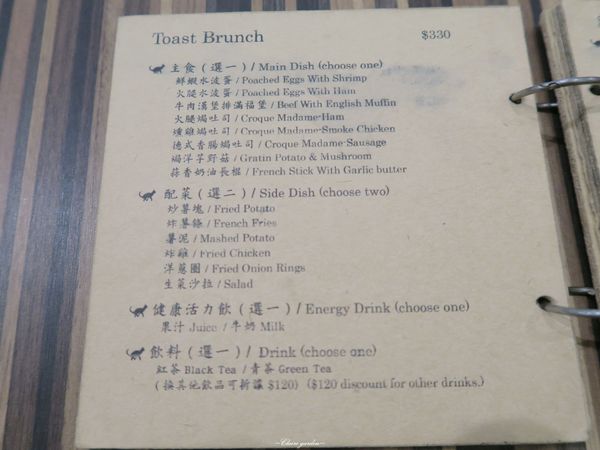 Toast Brunch $330
主食(選一)/ Main Dish (choose one)
鮮蝦水波蛋 / Poached Eggs With Shrimp
火腿水波蛋 / Poached Eggs With Ham
牛肉漢堡排滿福堡 / Beef With English Muffin
火腿焗吐司 / Croque Madame-Ham
燻雞焗吐司 / Croque Madame-Smoke Chicken
德式香腸焗吐司 / Croque Madame-Sausage
焗洋芋野菇 / Gratin Potato & Mushroom
蒜香奶油長棍 / French Stick With Garlic butter
配菜(選二)/ Side Dish (choose two)
炒薯塊 / Fried Potato
炸薯條 / French Fries
薯泥 / Mashed Potato
炸雞 / Fried Chicken
洋蔥圈 / Fried Onion Rings
生菜沙拉 / Salad
健康活力飲(選一)/ Energy Drink (choose one)
果汁 Juice / 牛奶 Milk
飲料(選一)/ Drink (choose one)
紅茶 Black Tea / 青茶 Green Tea
(換其他飲品可折讓 $120) ($120 discount for other drinks.)
~Claire garden~